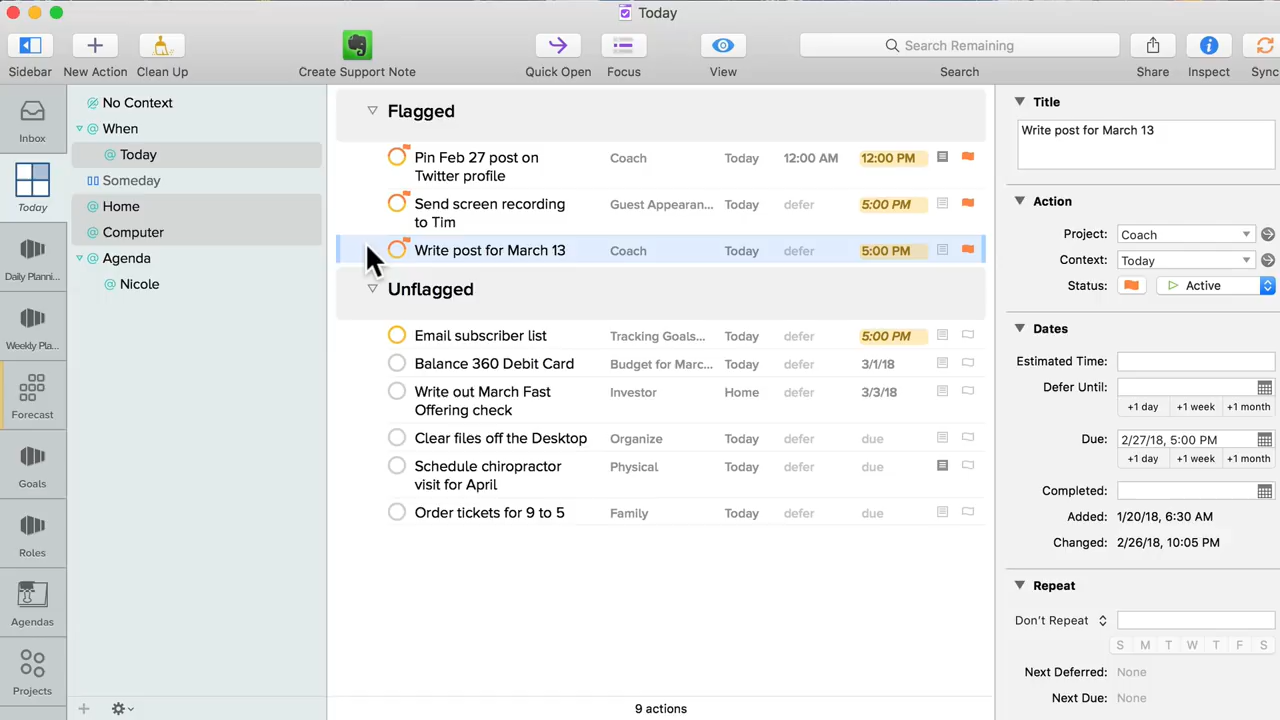 Today
Sidebar
New Action
Clean Up
Create Support Note
Quick Open
Focus
View
Search Remaining
Search
Share
Inspect
Sync
Inbox
Today
Daily Planni...
Weekly Pla...
Forecast
Goals
Roles
Agendas
Projects
No Context
When
Today
Someday
Home
Computer
Agenda
Nicole
Flagged
Pin Feb 27 post on Coach Today 12:00 AM 12:00 PM
Twitter profile
Send screen recording Guest Appearan... Today defer 5:00 PM
to Tim
Write post for March 13 Coach Today defer 5:00 PM
Unflagged
Email subscriber list Tracking Goals... Today defer 5:00 PM
Balance 360 Debit Card Budget for Marc... Today defer 3/1/18
Write out March Fast Investor Home defer 3/3/18
Offering check
Clear files off the Desktop Organize Today defer due
Schedule chiropractor Physical Today defer due
visit for April
Order tickets for 9 to 5 Family Today defer due
9 actions
Title
Write post for March 13
Action
Project: Coach
Context: Today
Status: Active
Dates
Estimated Time:
Defer Until:
+1 day +1 week +1 month
Due: 2/27/18, 5:00 PM
+1 day +1 week +1 month
Completed:
Added: 1/20/18, 6:30 AM
Changed: 2/26/18, 10:05 PM
Repeat
Don't Repeat
S M T W T F S
Next Deferred: None
Next Due: None